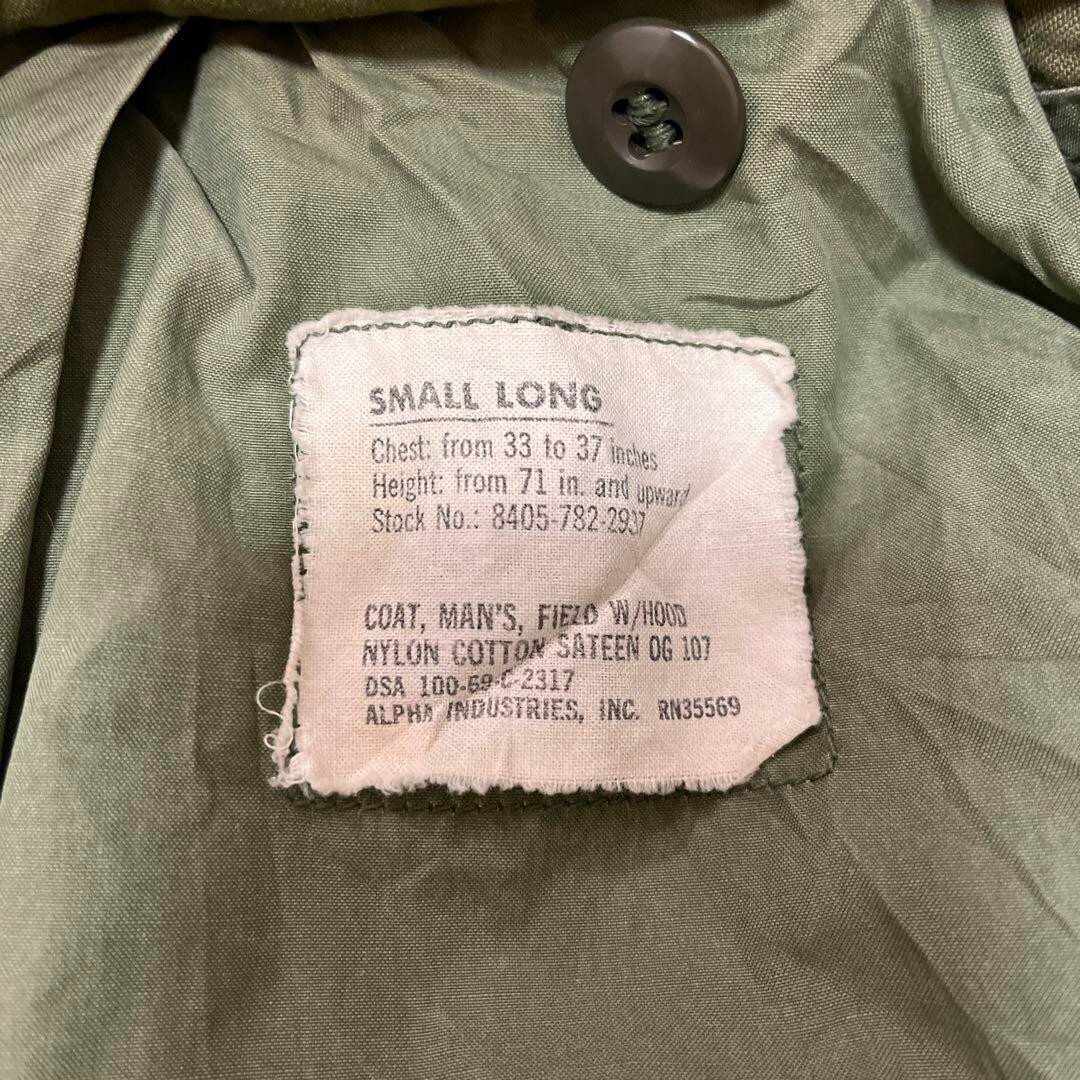 SMALL LONG
Chest: from 33 to 37 inches
Height: from 71 in. and upward
Stock No.: 8405-782-2937
COAT, MAN'S, FIELD W/HOOD
NYLON COTTON SATEEN OG 107
DSA 100-69-C-2317
ALPHA INDUSTRIES, INC. RN35569